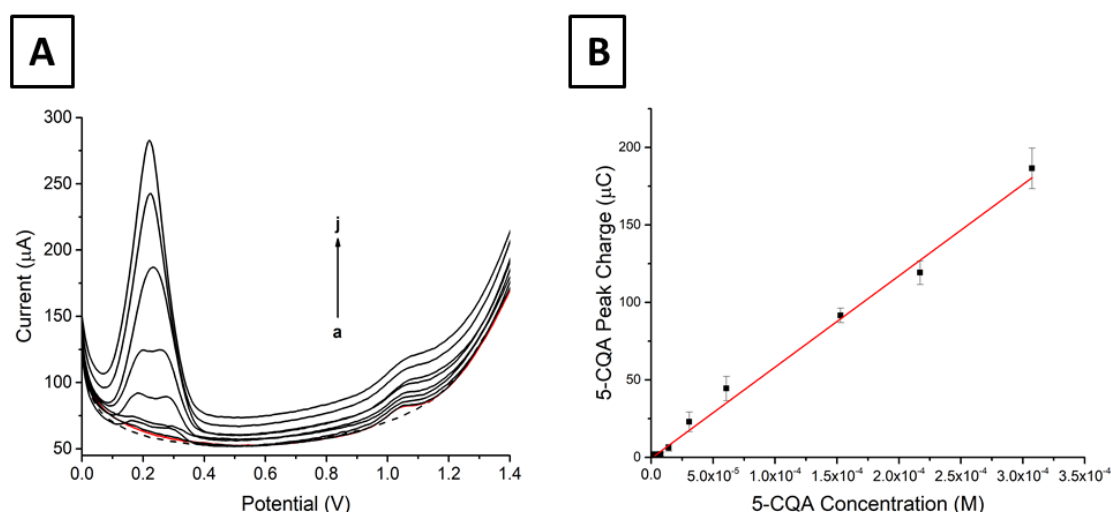 A
300
250
200
150
100
50
Current (μA)
j
a
0.0 0.2 0.4 0.6 0.8 1.0 1.2 1.4
Potential (V)
B
200
150
100
50
0
5-CQA Peak Charge (μC)
0.0 5.0x10⁻⁵ 1.0x10⁻⁴ 1.5x10⁻⁴ 2.0x10⁻⁴ 2.5x10⁻⁴ 3.0x10⁻⁴ 3.5x10⁻⁴
5-CQA Concentration (M)